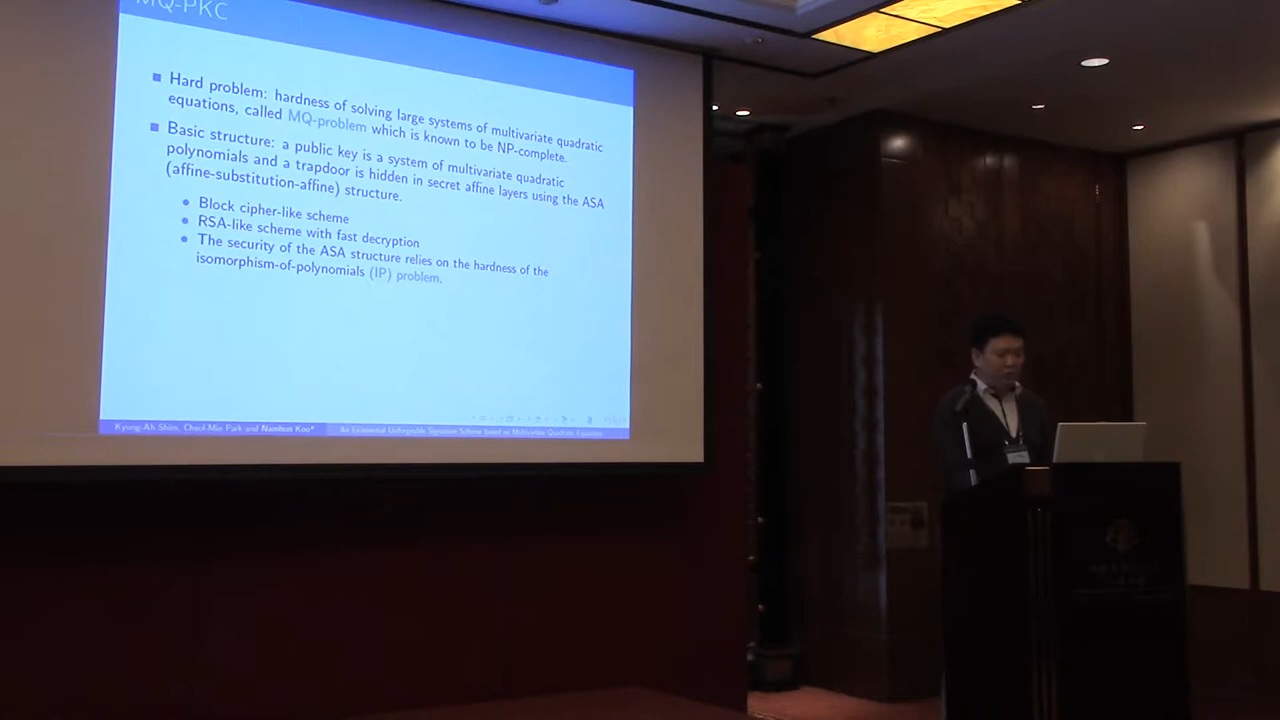 MQ-PKC
Hard problem: hardness of solving large systems of multivariate quadratic
equations, called MQ-problem which is known to be NP-complete.
Basic structure: a public key is a system of multivariate quadratic
polynomials and a trapdoor is hidden in secret affine layers using the ASA
(affine-substitution-affine) structure.
Block cipher-like scheme
RSA-like scheme with fast decryption
The security of the ASA structure relies on the hardness of the
isomorphism-of-polynomials (IP) problem.
Kyung-Ah Shim, Cheol-Min Park and Namhun Koo*
An Existential Unforgeable Signature Scheme based on Multivariate Quadratic Equations